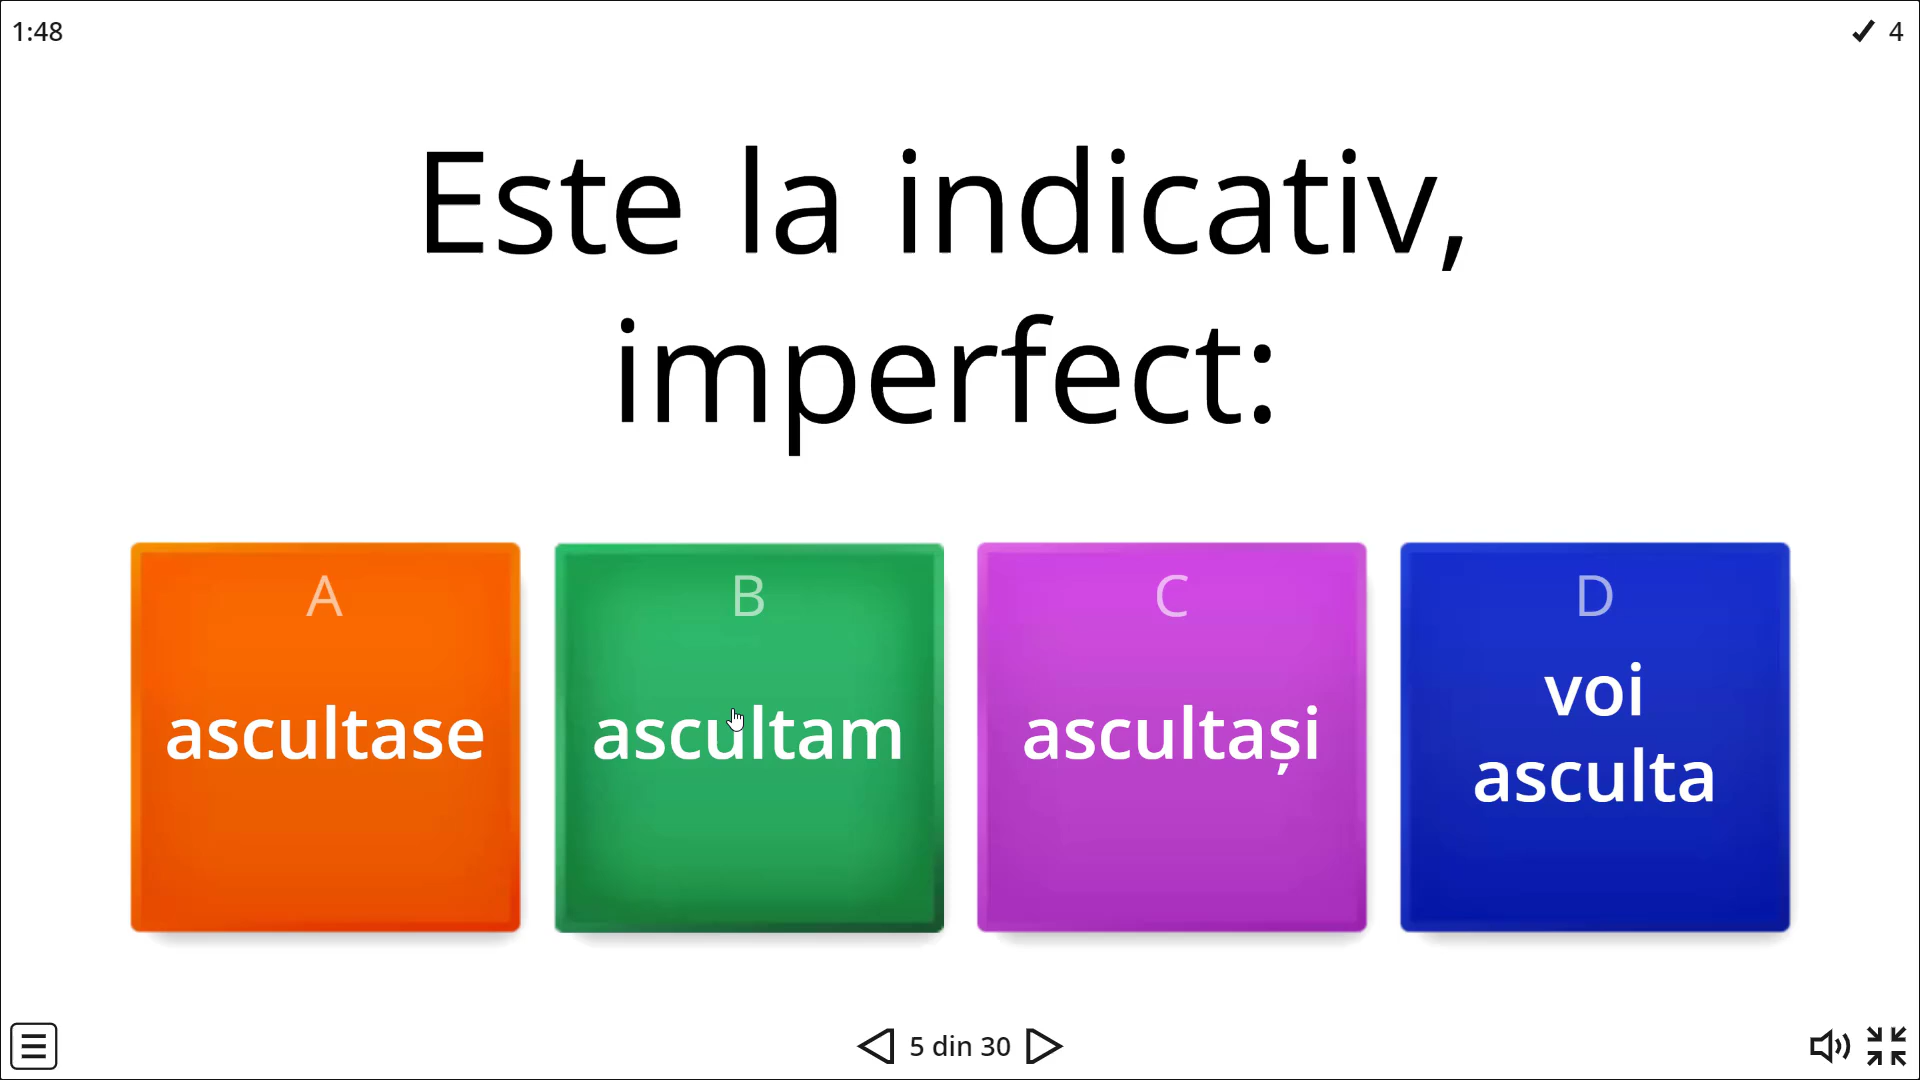 1:48
4
Este la indicativ,
imperfect:
A
ascultase
B
ascultam
C
ascultași
D
voi
asculta
5 din 30